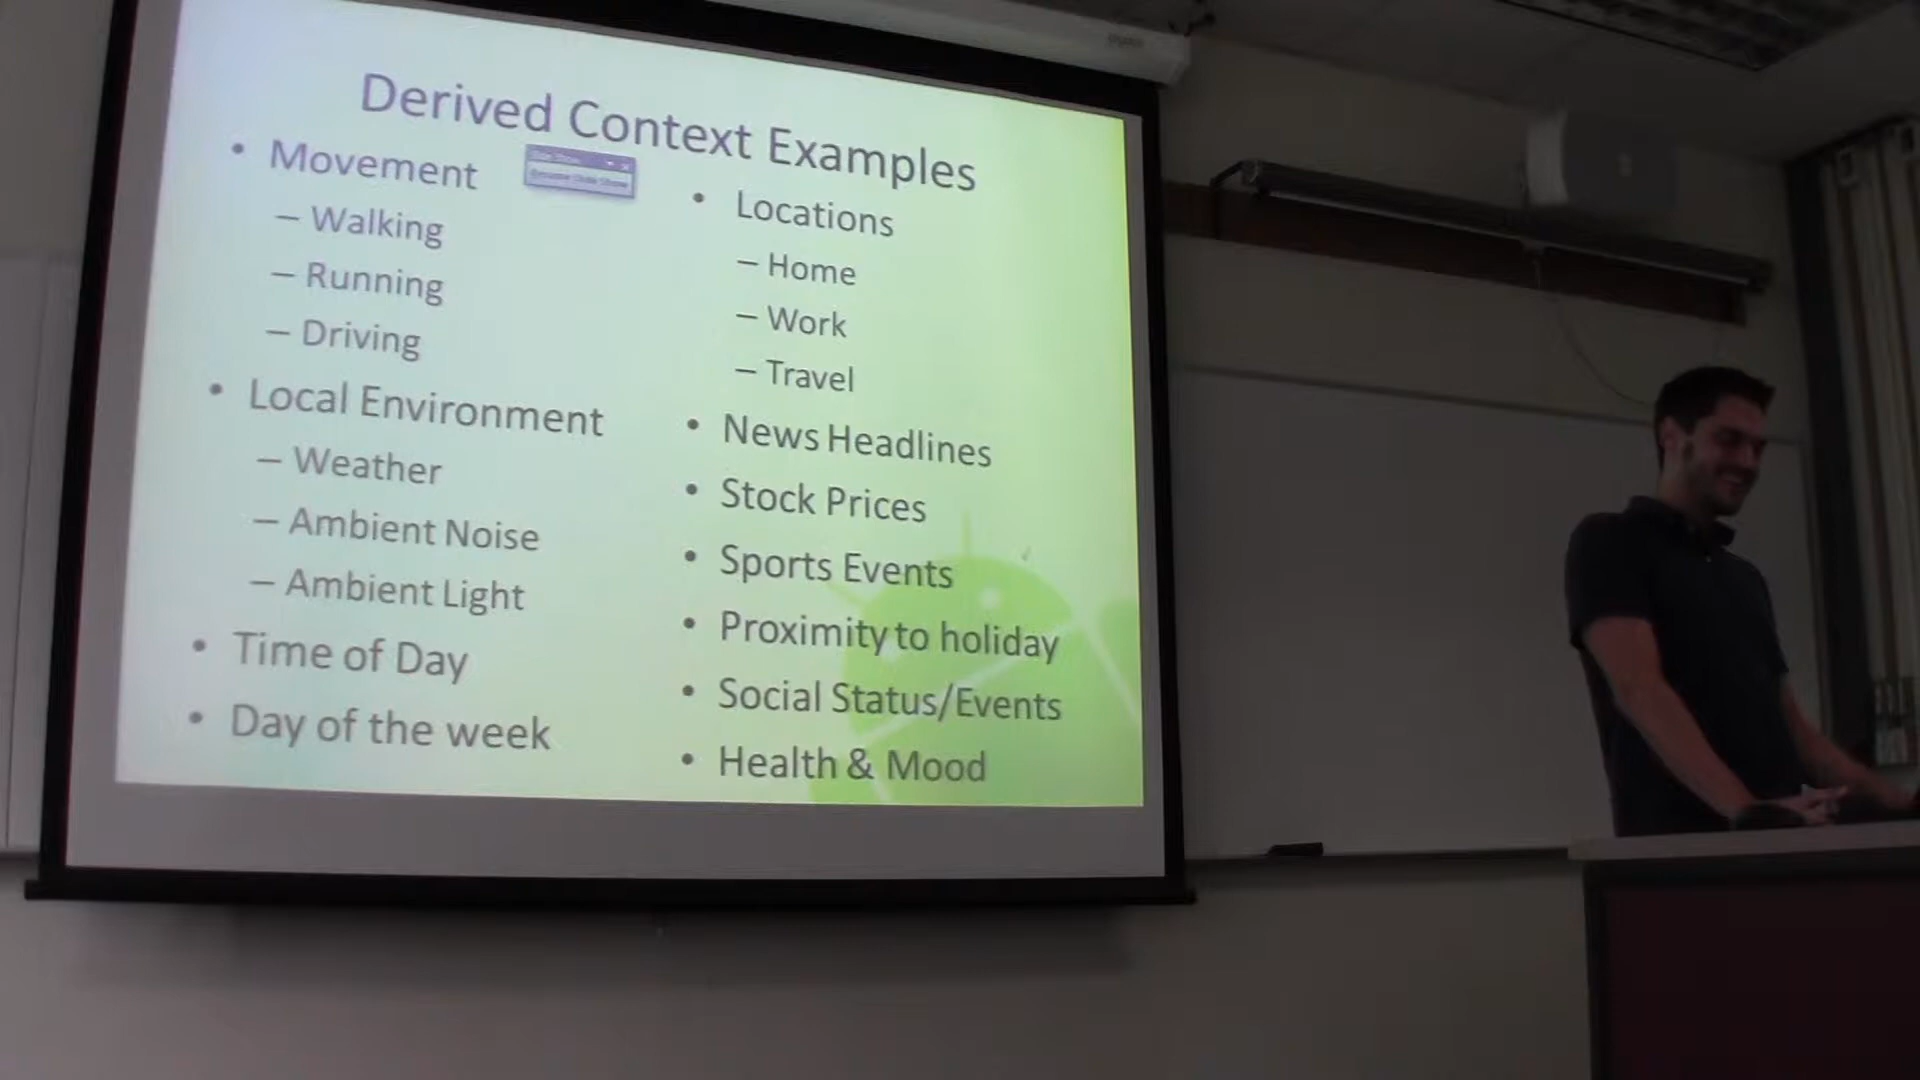 Derived Context Examples
• Movement
– Walking
– Running
– Driving
• Local Environment
– Weather
– Ambient Noise
– Ambient Light
• Time of Day
• Day of the week
• Locations
– Home
– Work
– Travel
• News Headlines
• Stock Prices
• Sports Events
• Proximity to holiday
• Social Status/Events
• Health & Mood